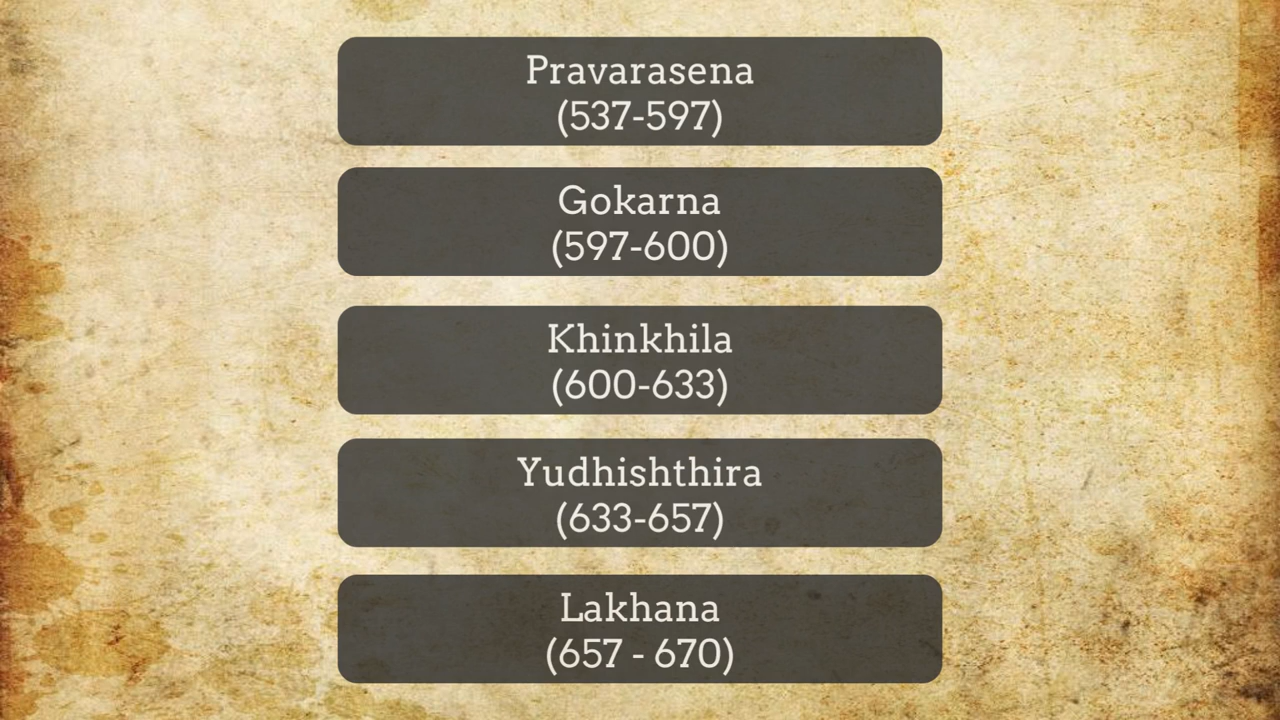 Pravarasena
(537-597)
Gokarna
(597-600)
Khinkhila
(600-633)
Yudhishthira
(633-657)
Lakhana
(657 - 670)